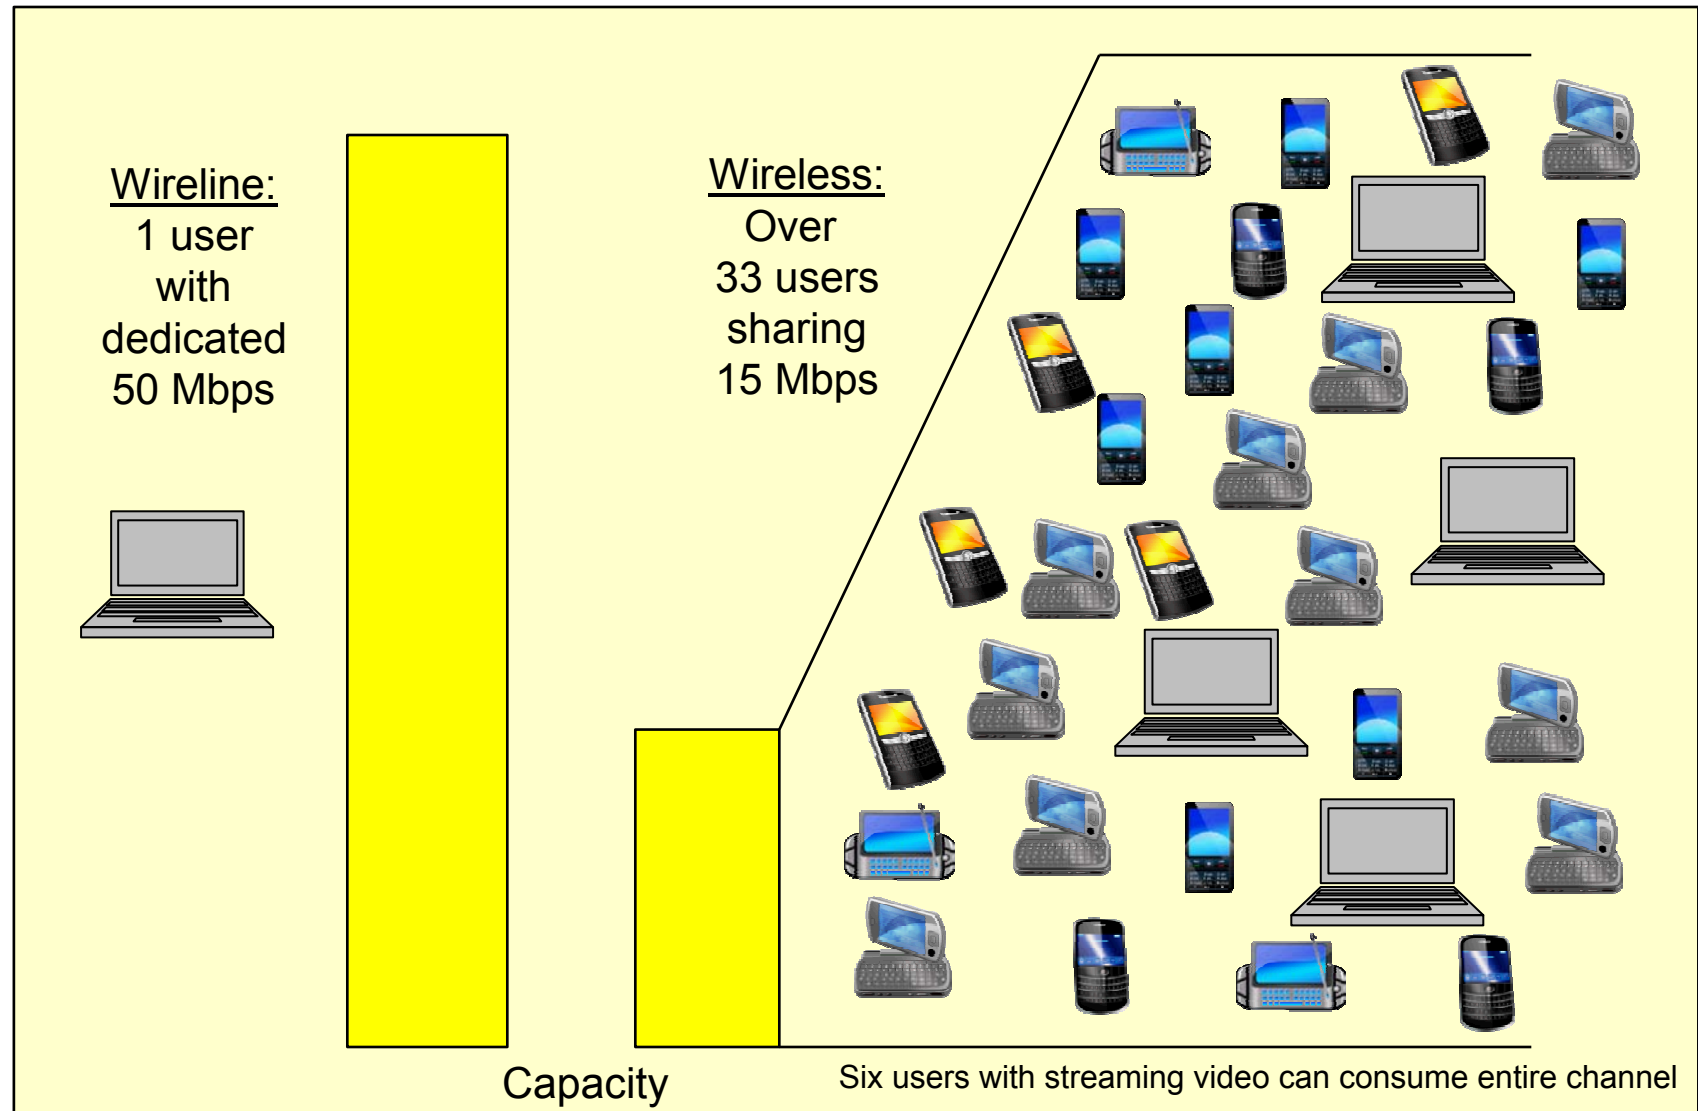 Wireline:
1 user
with
dedicated
50 Mbps
Wireless:
Over
33 users
sharing
15 Mbps
Capacity
Six users with streaming video can consume entire channel